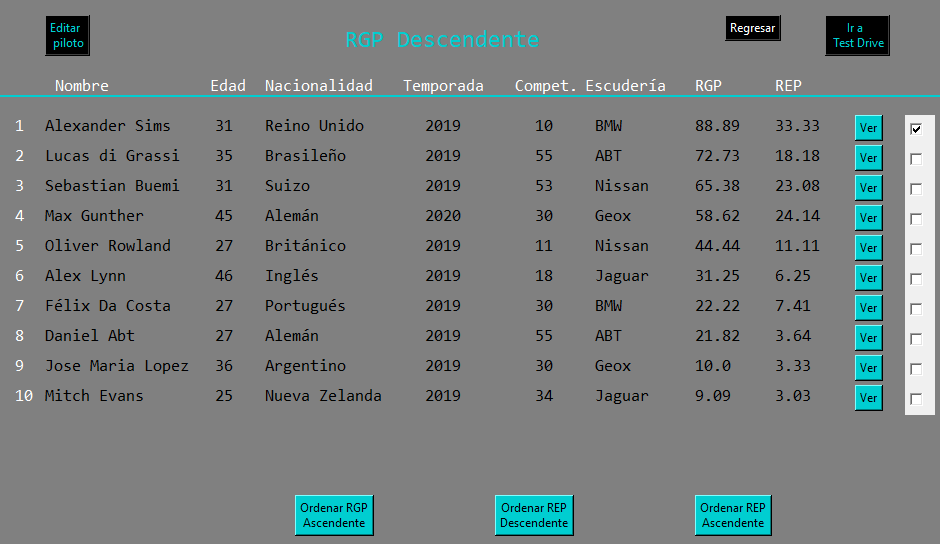 Editar
piloto
RGP Descendente
Regresar
Ir a
Test Drive
Nombre Edad Nacionalidad Temporada Compet. Escudería RGP REP
1 Alexander Sims 31 Reino Unido 2019 10 BMW 88.89 33.33 Ver
2 Lucas di Grassi 35 Brasileño 2019 55 ABT 72.73 18.18 Ver
3 Sebastian Buemi 31 Suizo 2019 53 Nissan 65.38 23.08 Ver
4 Max Gunther 45 Alemán 2020 30 Geox 58.62 24.14 Ver
5 Oliver Rowland 27 Británico 2019 11 Nissan 44.44 11.11 Ver
6 Alex Lynn 46 Inglés 2019 18 Jaguar 31.25 6.25 Ver
7 Félix Da Costa 27 Portugués 2019 30 BMW 22.22 7.41 Ver
8 Daniel Abt 27 Alemán 2019 55 ABT 21.82 3.64 Ver
9 Jose Maria Lopez 36 Argentino 2019 30 Geox 10.0 3.33 Ver
10 Mitch Evans 25 Nueva Zelanda 2019 34 Jaguar 9.09 3.03 Ver
Ordenar RGP
Ascendente
Ordenar REP
Descendente
Ordenar REP
Ascendente